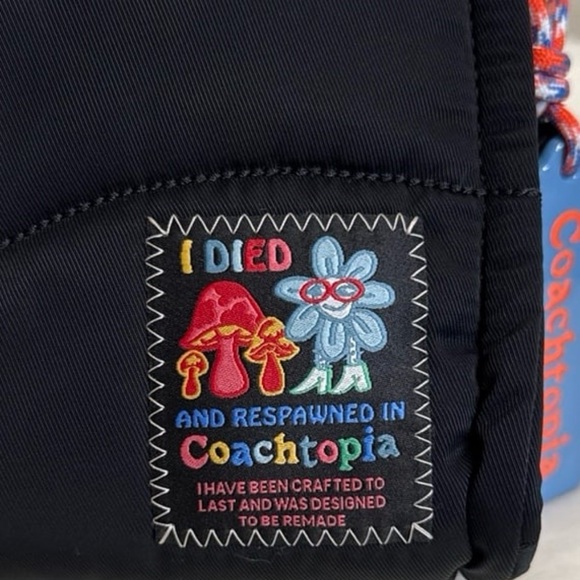 I DIED
AND RESPAWNED IN
Coachtopia
I HAVE BEEN CRAFTED TO
LAST AND WAS DESIGNED
TO BE REMADE
Coachtopia